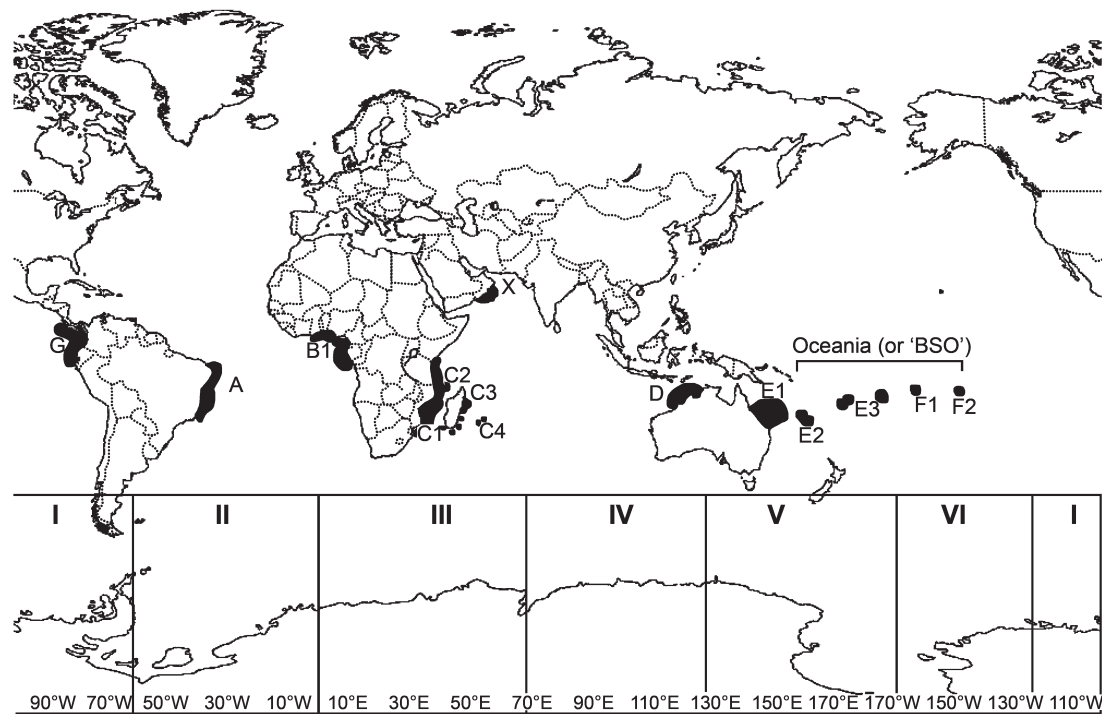 X
G
B1
A
C2
C3
C1
C4
Oceania (or 'BSO')
D
E1
E2
E3
F1
F2
I II III IV V VI I
90°W 70°W 50°W 30°W 10°W 10°E 30°E 50°E 70°E 90°E 110°E 130°E 150°E 170°E 170°W 150°W 130°W 110°W